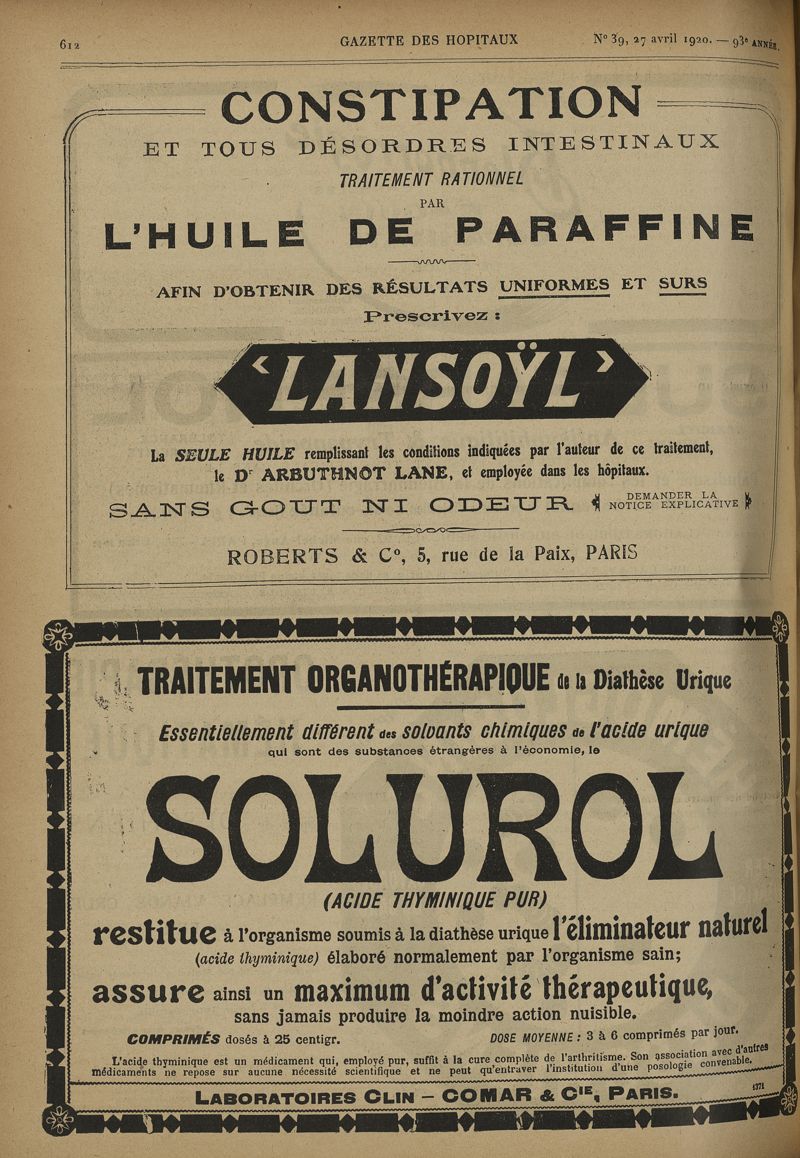 612
GAZETTE DES HOPITAUX
N° 39, 27 avril 1920. — 93e ANNÉE.
CONSTIPATION
ET TOUS DÉSORDRES INTESTINAUX
TRAITEMENT RATIONNEL
PAR
L'HUILE DE PARAFFINE
AFIN D'OBTENIR DES RÉSULTATS UNIFORMES ET SURS
Prescrivez :
‹LANSOŸL›
La SEULE HUILE remplissant les conditions indiquées par l'auteur de ce traitement,
le Dr ARBUTHNOT LANE, et employée dans les hôpitaux.
SANS GOUT NI ODEUR
DEMANDER LA
NOTICE EXPLICATIVE
ROBERTS & Co, 5, rue de la Paix, PARIS
TRAITEMENT ORGANOTHÉRAPIQUE de la Diathèse Urique
Essentiellement différent des solvants chimiques de l'acide urique
qui sont des substances étrangères à l'économie, le
SOLUROL
(ACIDE THYMINIQUE PUR)
restitue à l'organisme soumis à la diathèse urique l'éliminateur naturel
(acide thyminique) élaboré normalement par l'organisme sain;
assure ainsi un maximum d'activité thérapeutique,
sans jamais produire la moindre action nuisible.
COMPRIMÉS dosés à 25 centigr. DOSE MOYENNE : 3 à 6 comprimés par jour.
L'acide thyminique est un médicament qui, employé pur, suffit à la cure complète de l'arthritisme. Son association avec d'autres
médicaments ne repose sur aucune nécessité scientifique et ne peut qu'entraver l'institution d'une posologie convenable.
LABORATOIRES CLIN – COMAR & CIE, PARIS.
1371